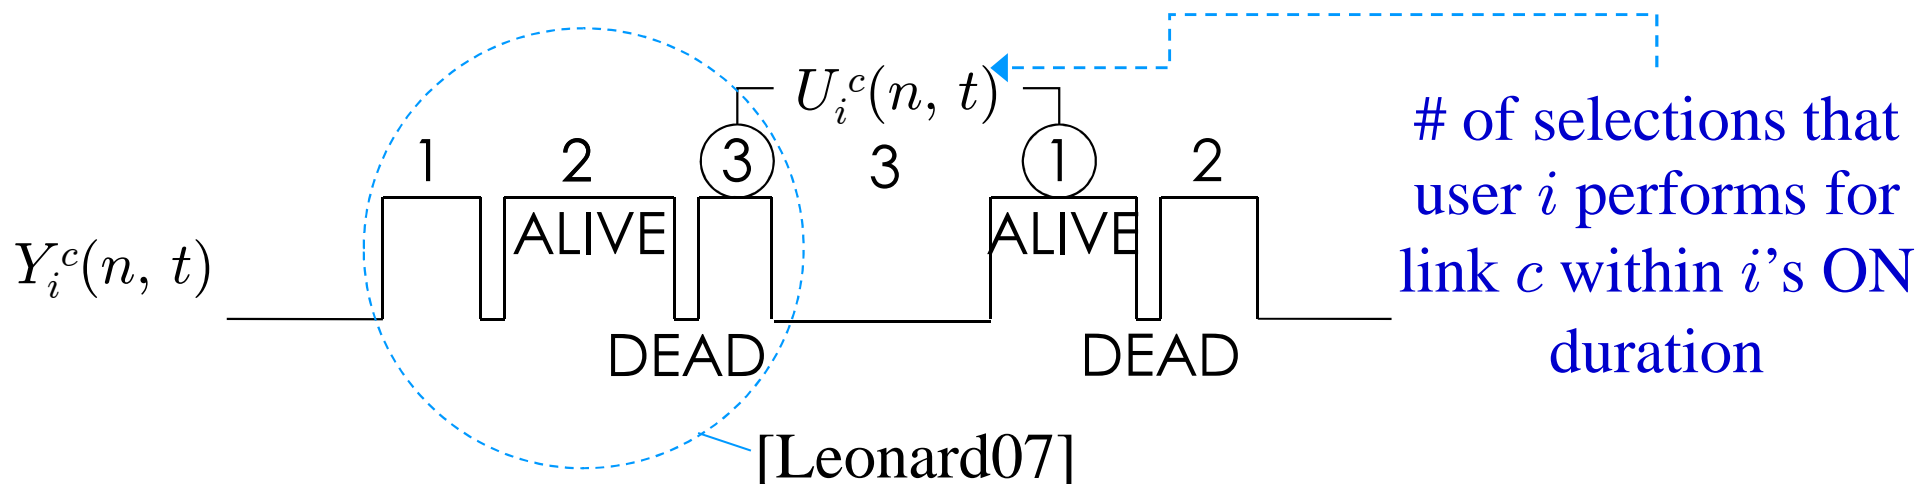 U_i^c(n, t)
1 2 3 3 1 2
ALIVE ALIVE
Y_i^c(n, t)
DEAD DEAD
[Leonard07]
# of selections that
user i performs for
link c within i's ON
duration